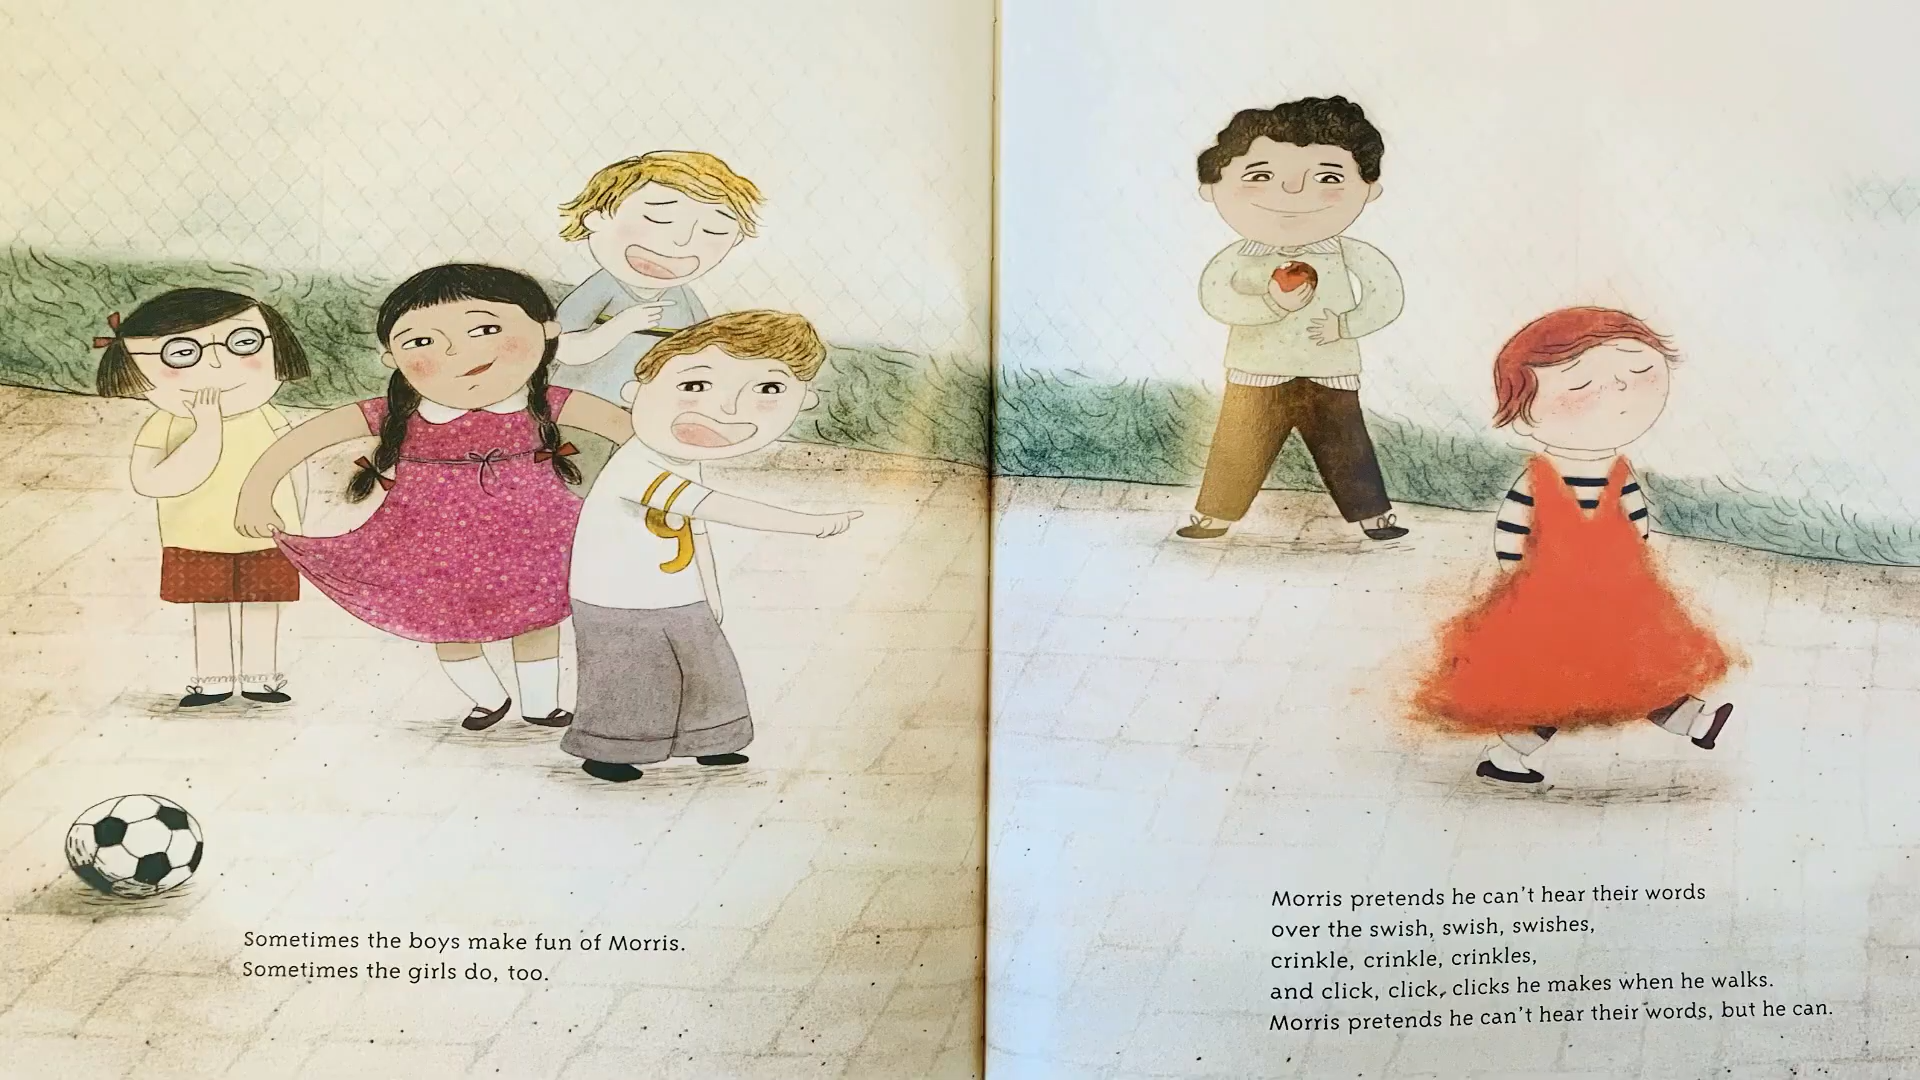 Sometimes the boys make fun of Morris.
Sometimes the girls do, too.
Morris pretends he can't hear their words
over the swish, swish, swishes,
crinkle, crinkle, crinkles,
and click, click, clicks he makes when he walks.
Morris pretends he can't hear their words, but he can.